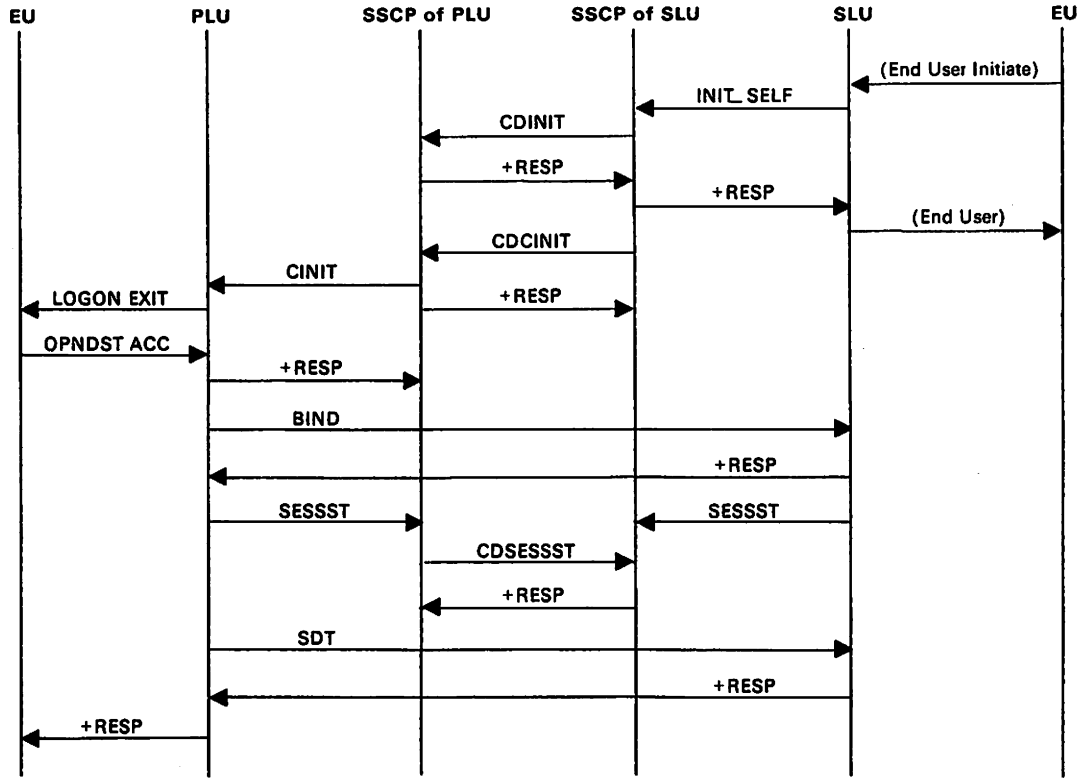 EU PLU SSCP of PLU SSCP of SLU SLU EU
(End User Initiate)
INIT_SELF
CDINIT
+RESP
+RESP
(End User)
CDCINIT
CINIT
LOGON EXIT
+RESP
OPNDST ACC
+RESP
BIND
+RESP
SESSST SESSST
CDSESSST
+RESP
SDT
+RESP
+RESP